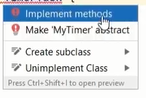 Implement methods
Make 'MyTimer' abstract
Create subclass
Unimplement Class
Press Ctrl+Shift+I to open preview